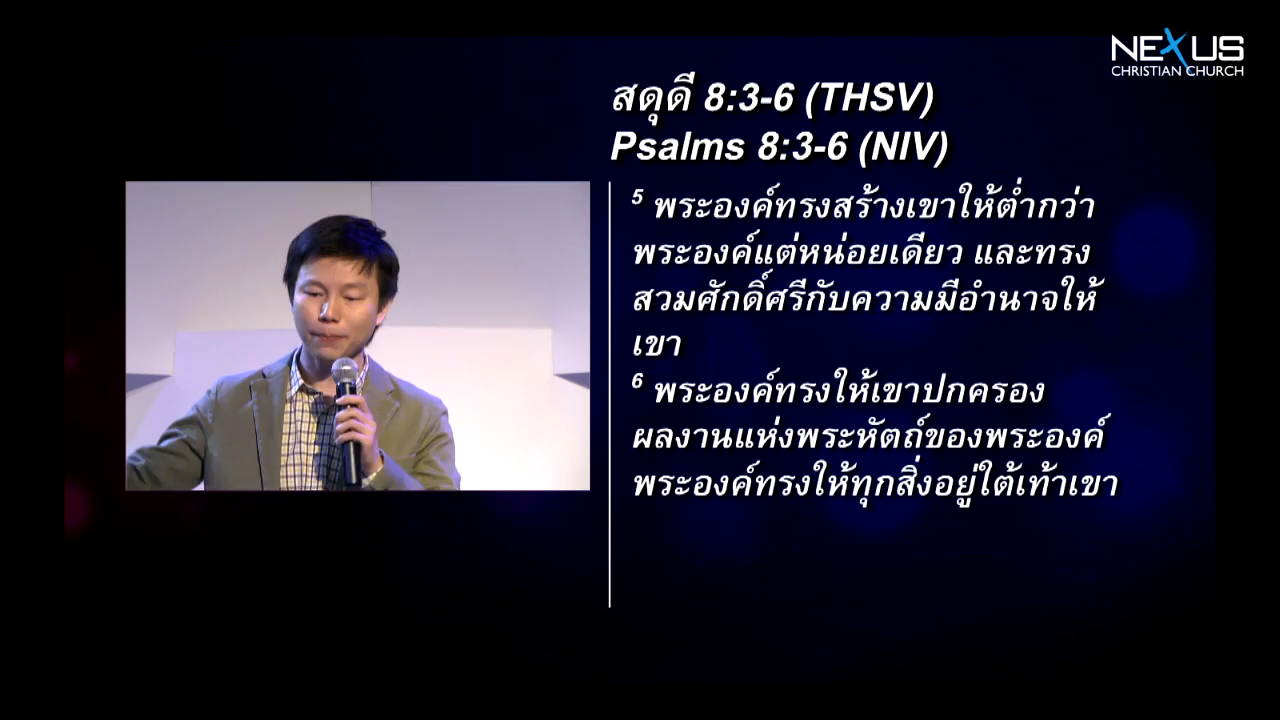 NEXUS
CHRISTIAN CHURCH
สดุดี 8:3-6 (THSV)
Psalms 8:3-6 (NIV)
5 พระองค์ทรงสร้างเขาให้ต่ำกว่า
พระองค์แต่หน่อยเดียว และทรง
สวมศักดิ์ศรีกับความมีอำนาจให้
เขา
6 พระองค์ทรงให้เขาปกครอง
ผลงานแห่งพระหัตถ์ของพระองค์
พระองค์ทรงให้ทุกสิ่งอยู่ใต้เท้าเขา